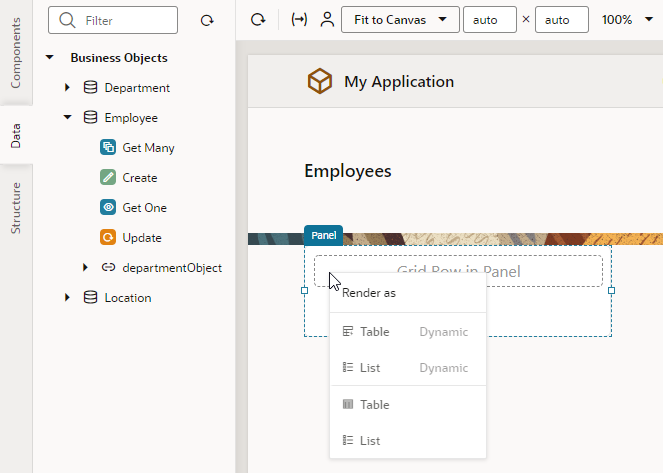 Components
Data
Structure
Filter
Business Objects
Department
Employee
Get Many
Create
Get One
Update
departmentObject
Location
Fit to Canvas
auto
×
auto
100%
My Application
Employees
Panel
Grid Row in Panel
Render as
Table Dynamic
List Dynamic
Table
List